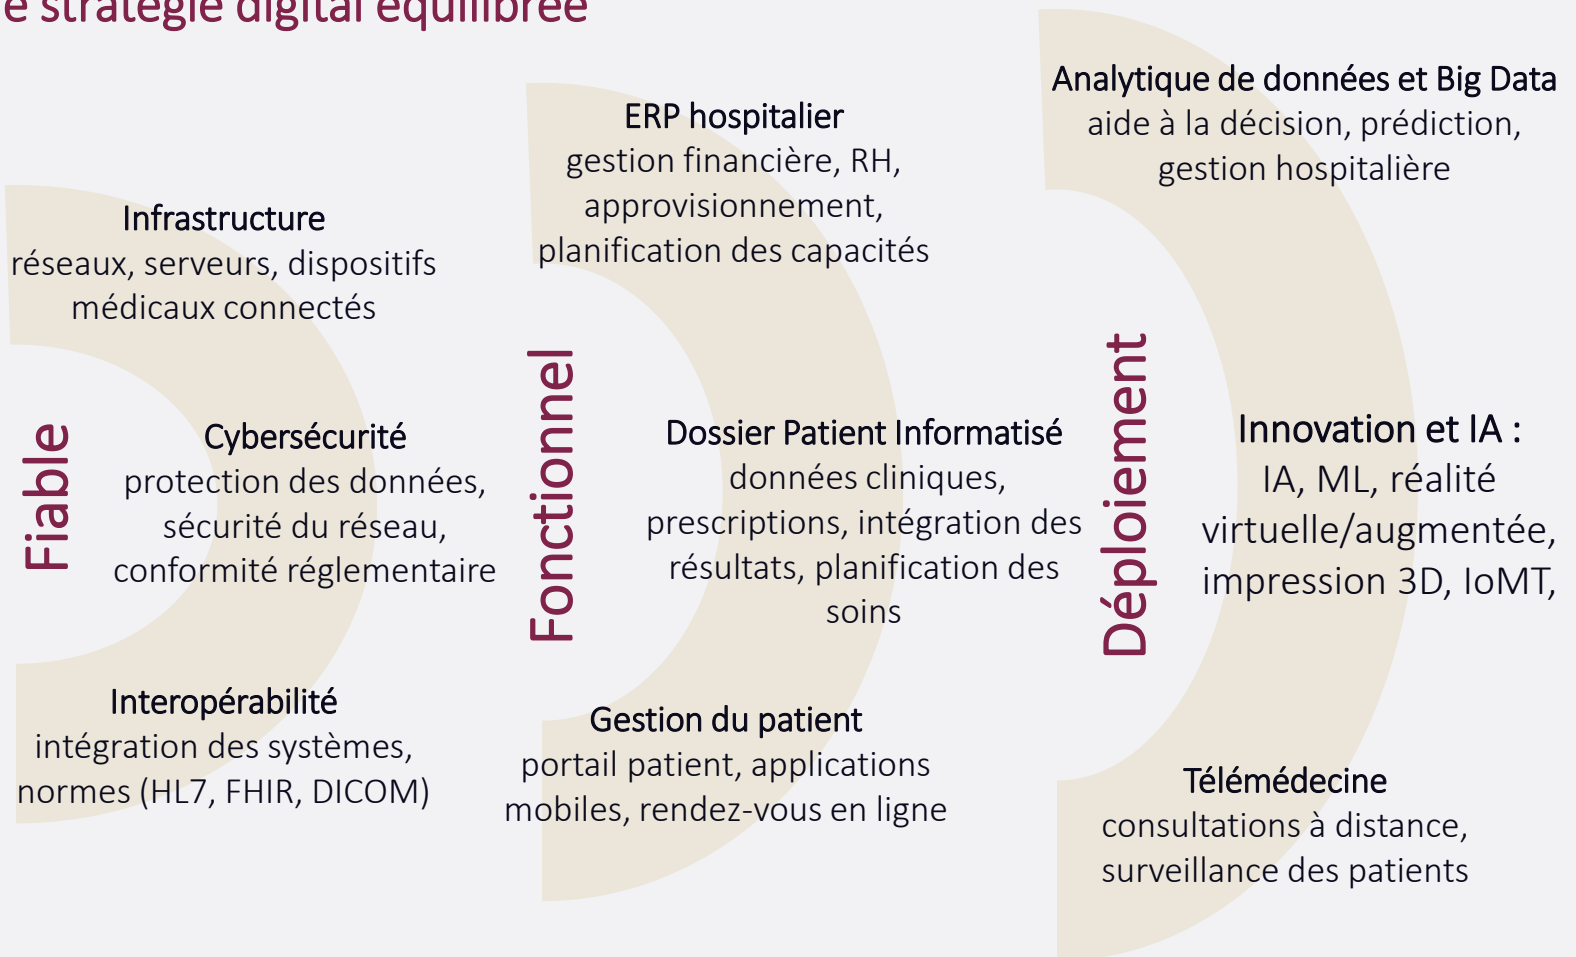 e stratégie digital équilibrée
Fiable
Infrastructure
réseaux, serveurs, dispositifs
médicaux connectés
Cybersécurité
protection des données,
sécurité du réseau,
conformité réglementaire
Interopérabilité
intégration des systèmes,
normes (HL7, FHIR, DICOM)
Fonctionnel
ERP hospitalier
gestion financière, RH,
approvisionnement,
planification des capacités
Dossier Patient Informatisé
données cliniques,
prescriptions, intégration des
résultats, planification des
soins
Gestion du patient
portail patient, applications
mobiles, rendez-vous en ligne
Déploiement
Analytique de données et Big Data
aide à la décision, prédiction,
gestion hospitalière
Innovation et IA :
IA, ML, réalité
virtuelle/augmentée,
impression 3D, IoMT,
Télémédecine
consultations à distance,
surveillance des patients